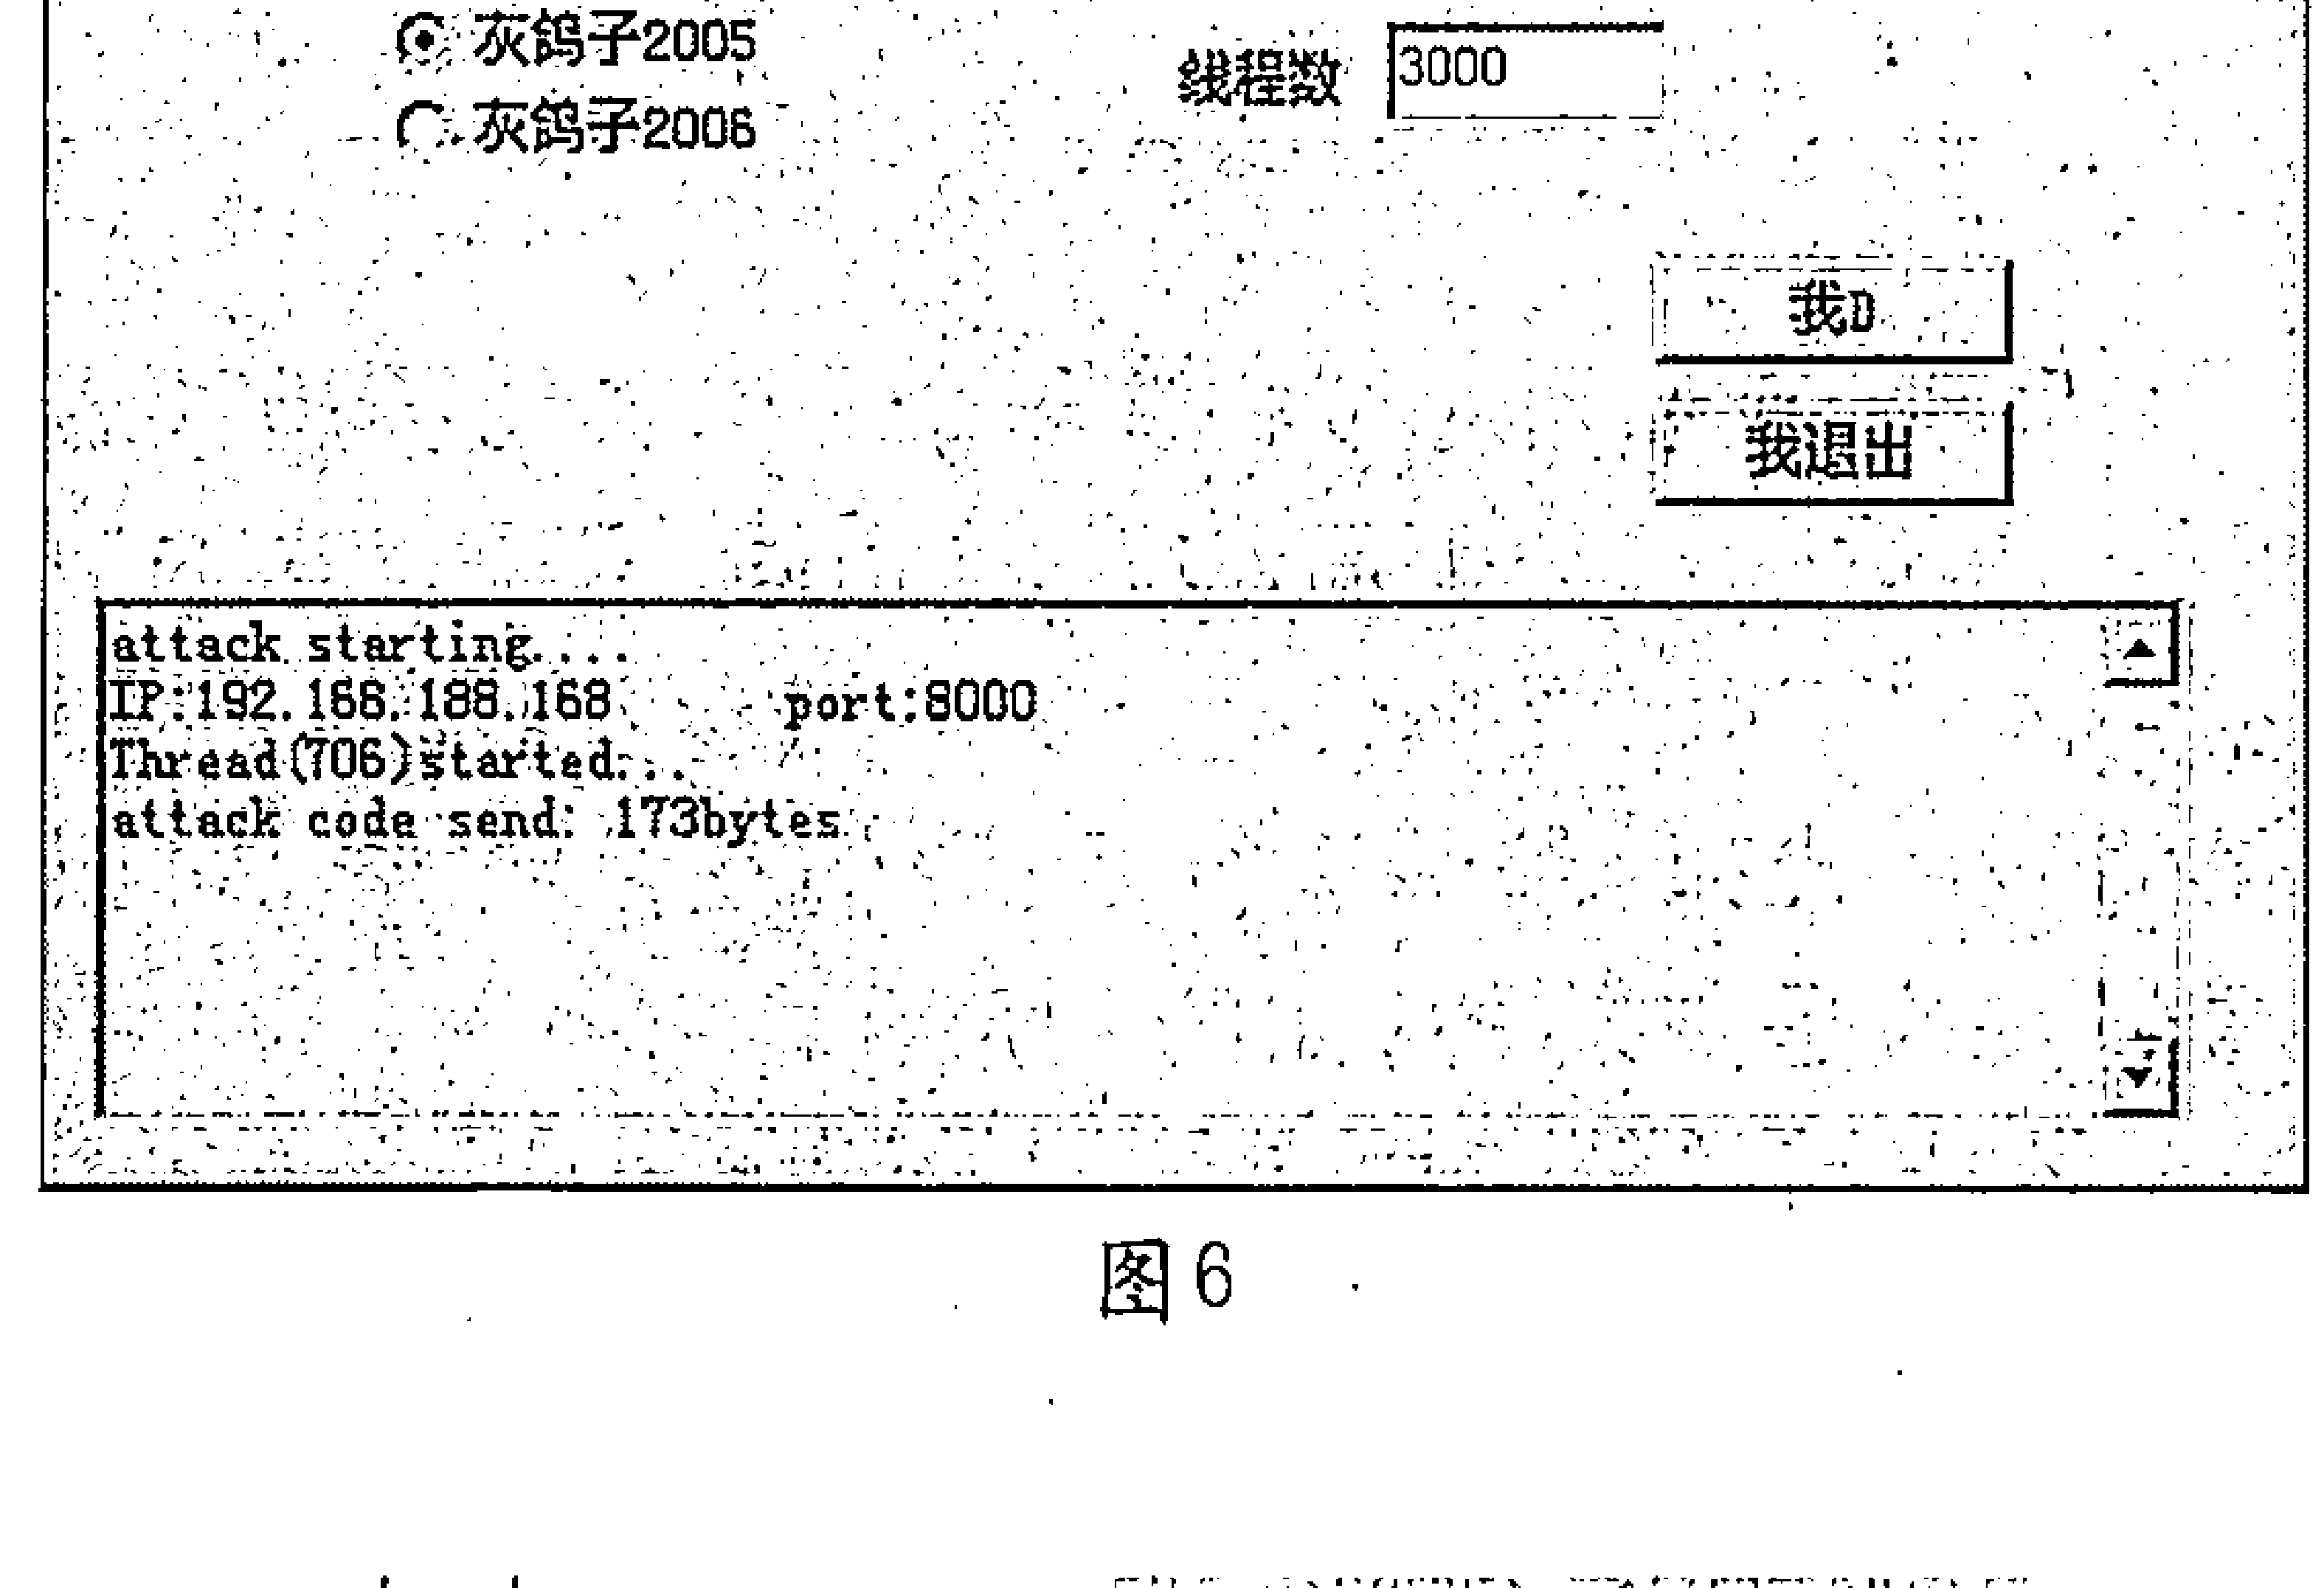 灰鸽子2005
线程数 3000
灰鸽子2006
我D
我退出
attack starting....
IP:192.168.188.168 port:8000
Thread(706)started...
attack code send: 173bytes
图6